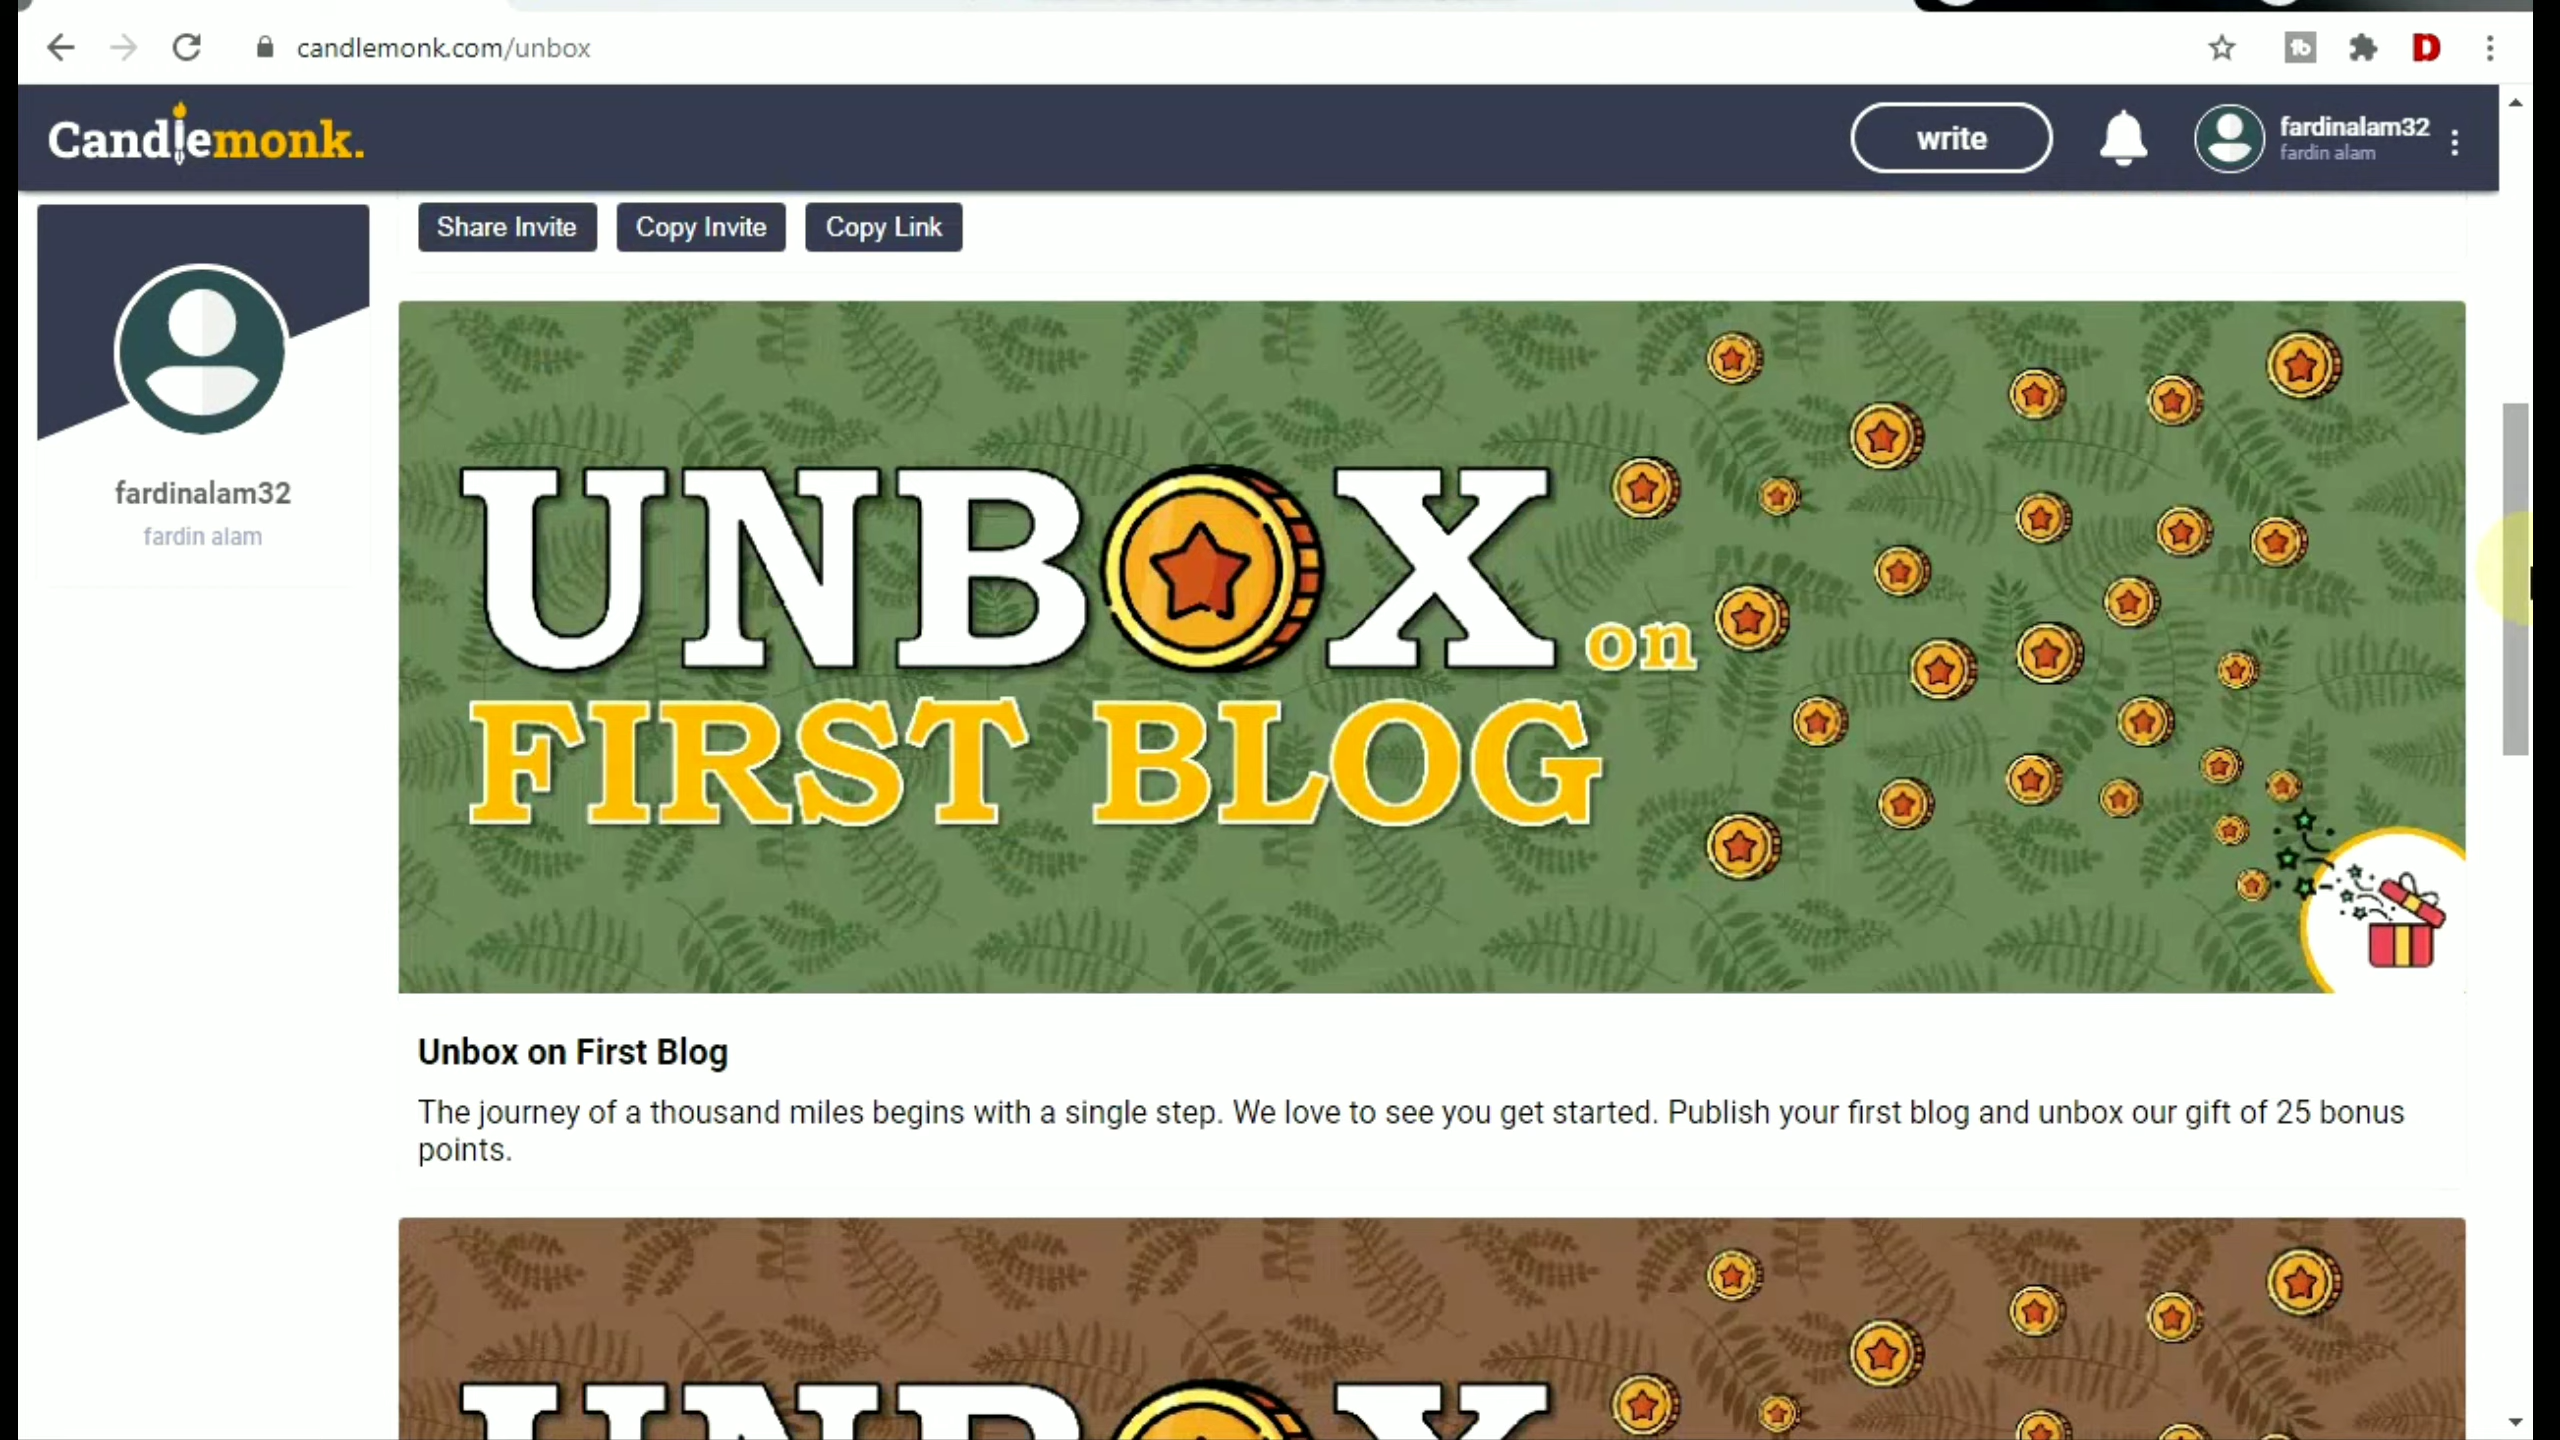 candlemonk.com/unbox
Candlemonk.
write
fardinalam32
fardin alam
Share Invite
Copy Invite
Copy Link
fardinalam32
fardin alam
UNBOX on
FIRST BLOG
Unbox on First Blog
The journey of a thousand miles begins with a single step. We love to see you get started. Publish your first blog and unbox our gift of 25 bonus
points.
UNBOX